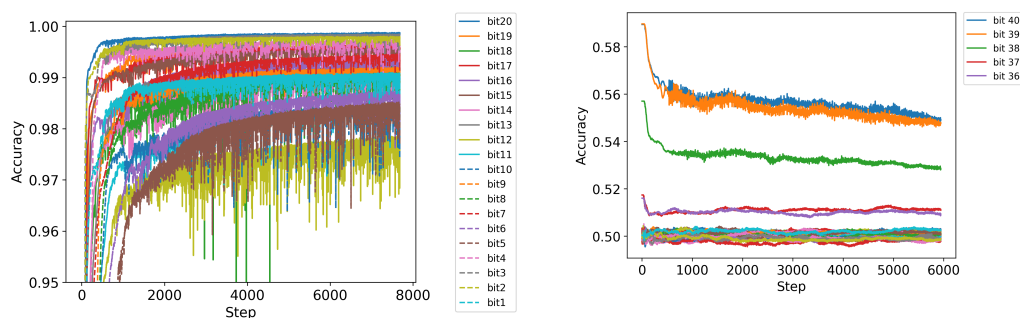 1.00
0.99
0.98
0.97
0.96
0.95
Accuracy
0
2000
4000
6000
8000
Step
bit20
bit19
bit18
bit17
bit16
bit15
bit14
bit13
bit12
bit11
bit10
bit9
bit8
bit7
bit6
bit5
bit4
bit3
bit2
bit1
0.58
0.56
0.54
0.52
0.50
Accuracy
0
1000
2000
3000
4000
5000
6000
Step
bit 40
bit 39
bit 38
bit 37
bit 36